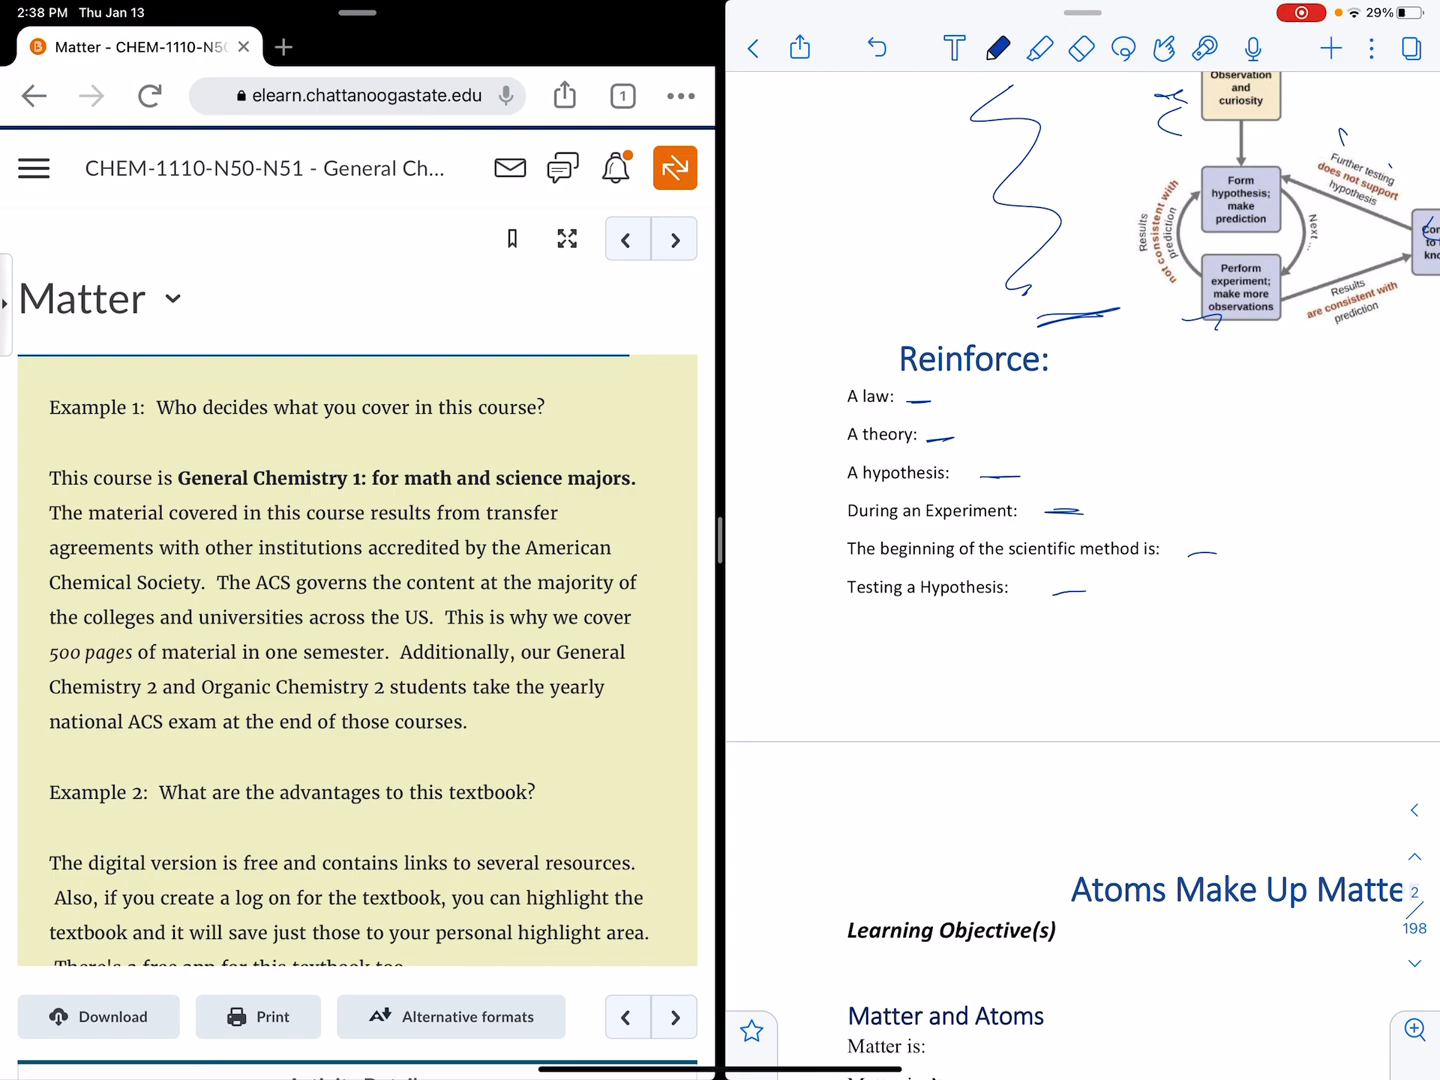 2:38 PM Thu Jan 13
29%
Matter - CHEM-1110-N50
elearn.chattanoogastate.edu
1
CHEM-1110-N50-N51 - General Ch...
Matter
Example 1: Who decides what you cover in this course?
This course is General Chemistry 1: for math and science majors.
The material covered in this course results from transfer
agreements with other institutions accredited by the American
Chemical Society. The ACS governs the content at the majority of
the colleges and universities across the US. This is why we cover
500 pages of material in one semester. Additionally, our General
Chemistry 2 and Organic Chemistry 2 students take the yearly
national ACS exam at the end of those courses.
Example 2: What are the advantages to this textbook?
The digital version is free and contains links to several resources.
Also, if you create a log on for the textbook, you can highlight the
textbook and it will save just those to your personal highlight area.
There's a free app for this textbook too
Download
Print
Alternative formats
Observation
and
curiosity
Form
hypothesis;
make
prediction
Perform
experiment;
make more
observations
Results
not consistent with
prediction
Next ...
Further testing
does not support
hypothesis
Results
are consistent with
prediction
Con
to
kno
Reinforce:
A law:
A theory:
A hypothesis:
During an Experiment:
The beginning of the scientific method is:
Testing a Hypothesis:
Atoms Make Up Matte
2
198
Learning Objective(s)
Matter and Atoms
Matter is: